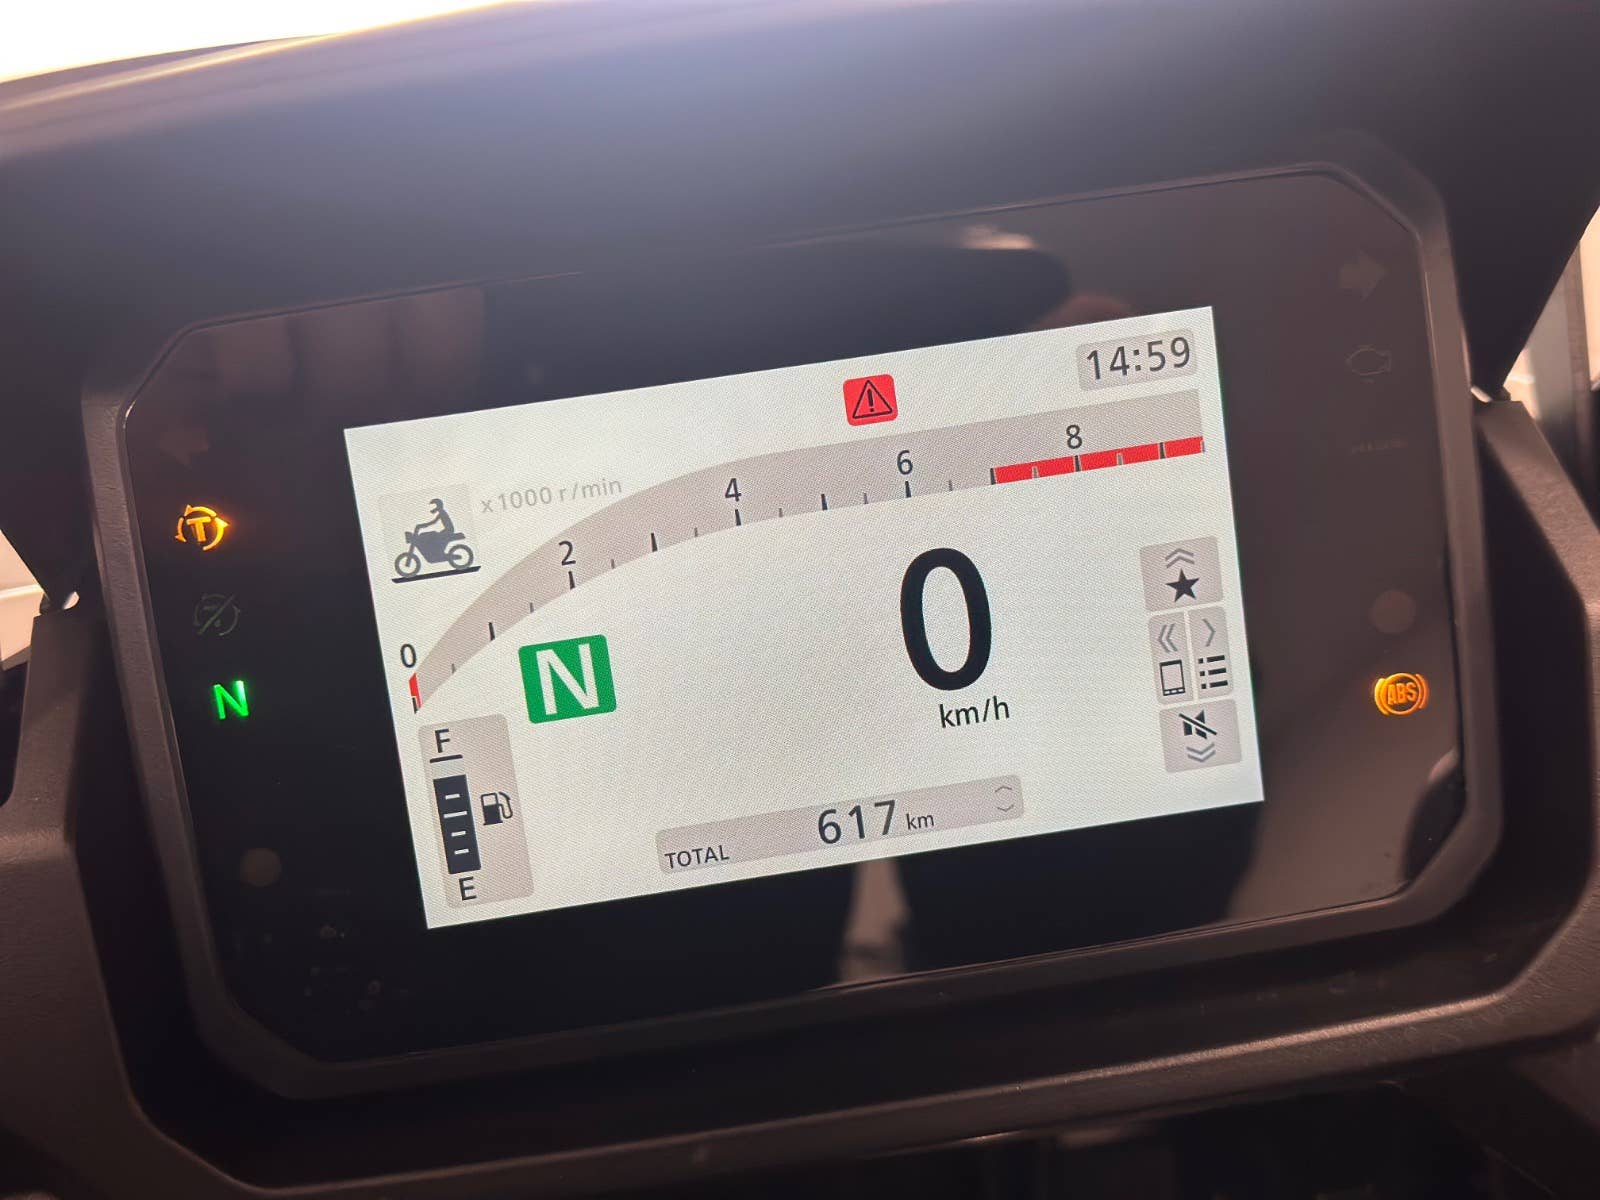 14:59
x1000 r/min
0
2
4
6
8
T
N
N
0
km/h
ABS
F
E
TOTAL 617 km